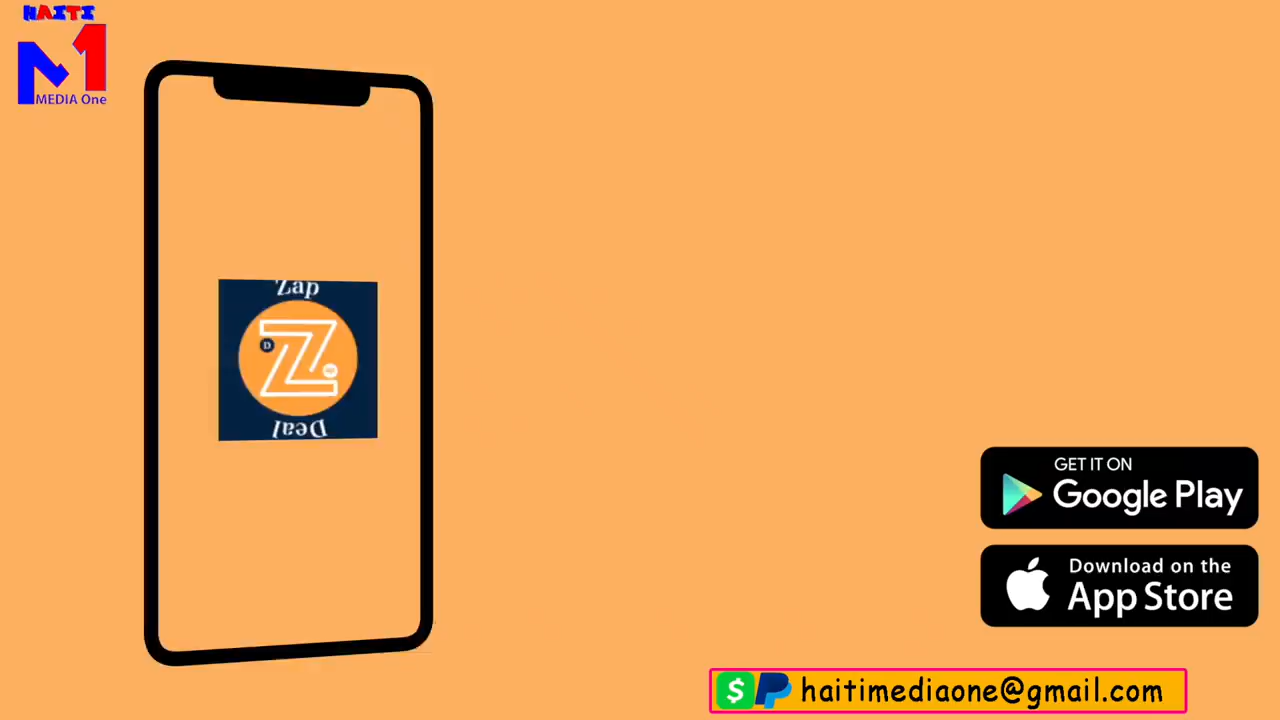 HAITI
M1
MEDIA One
Zap
D
Z
Deal
GET IT ON
Google Play
Download on the
App Store
$ haitimediaone@gmail.com